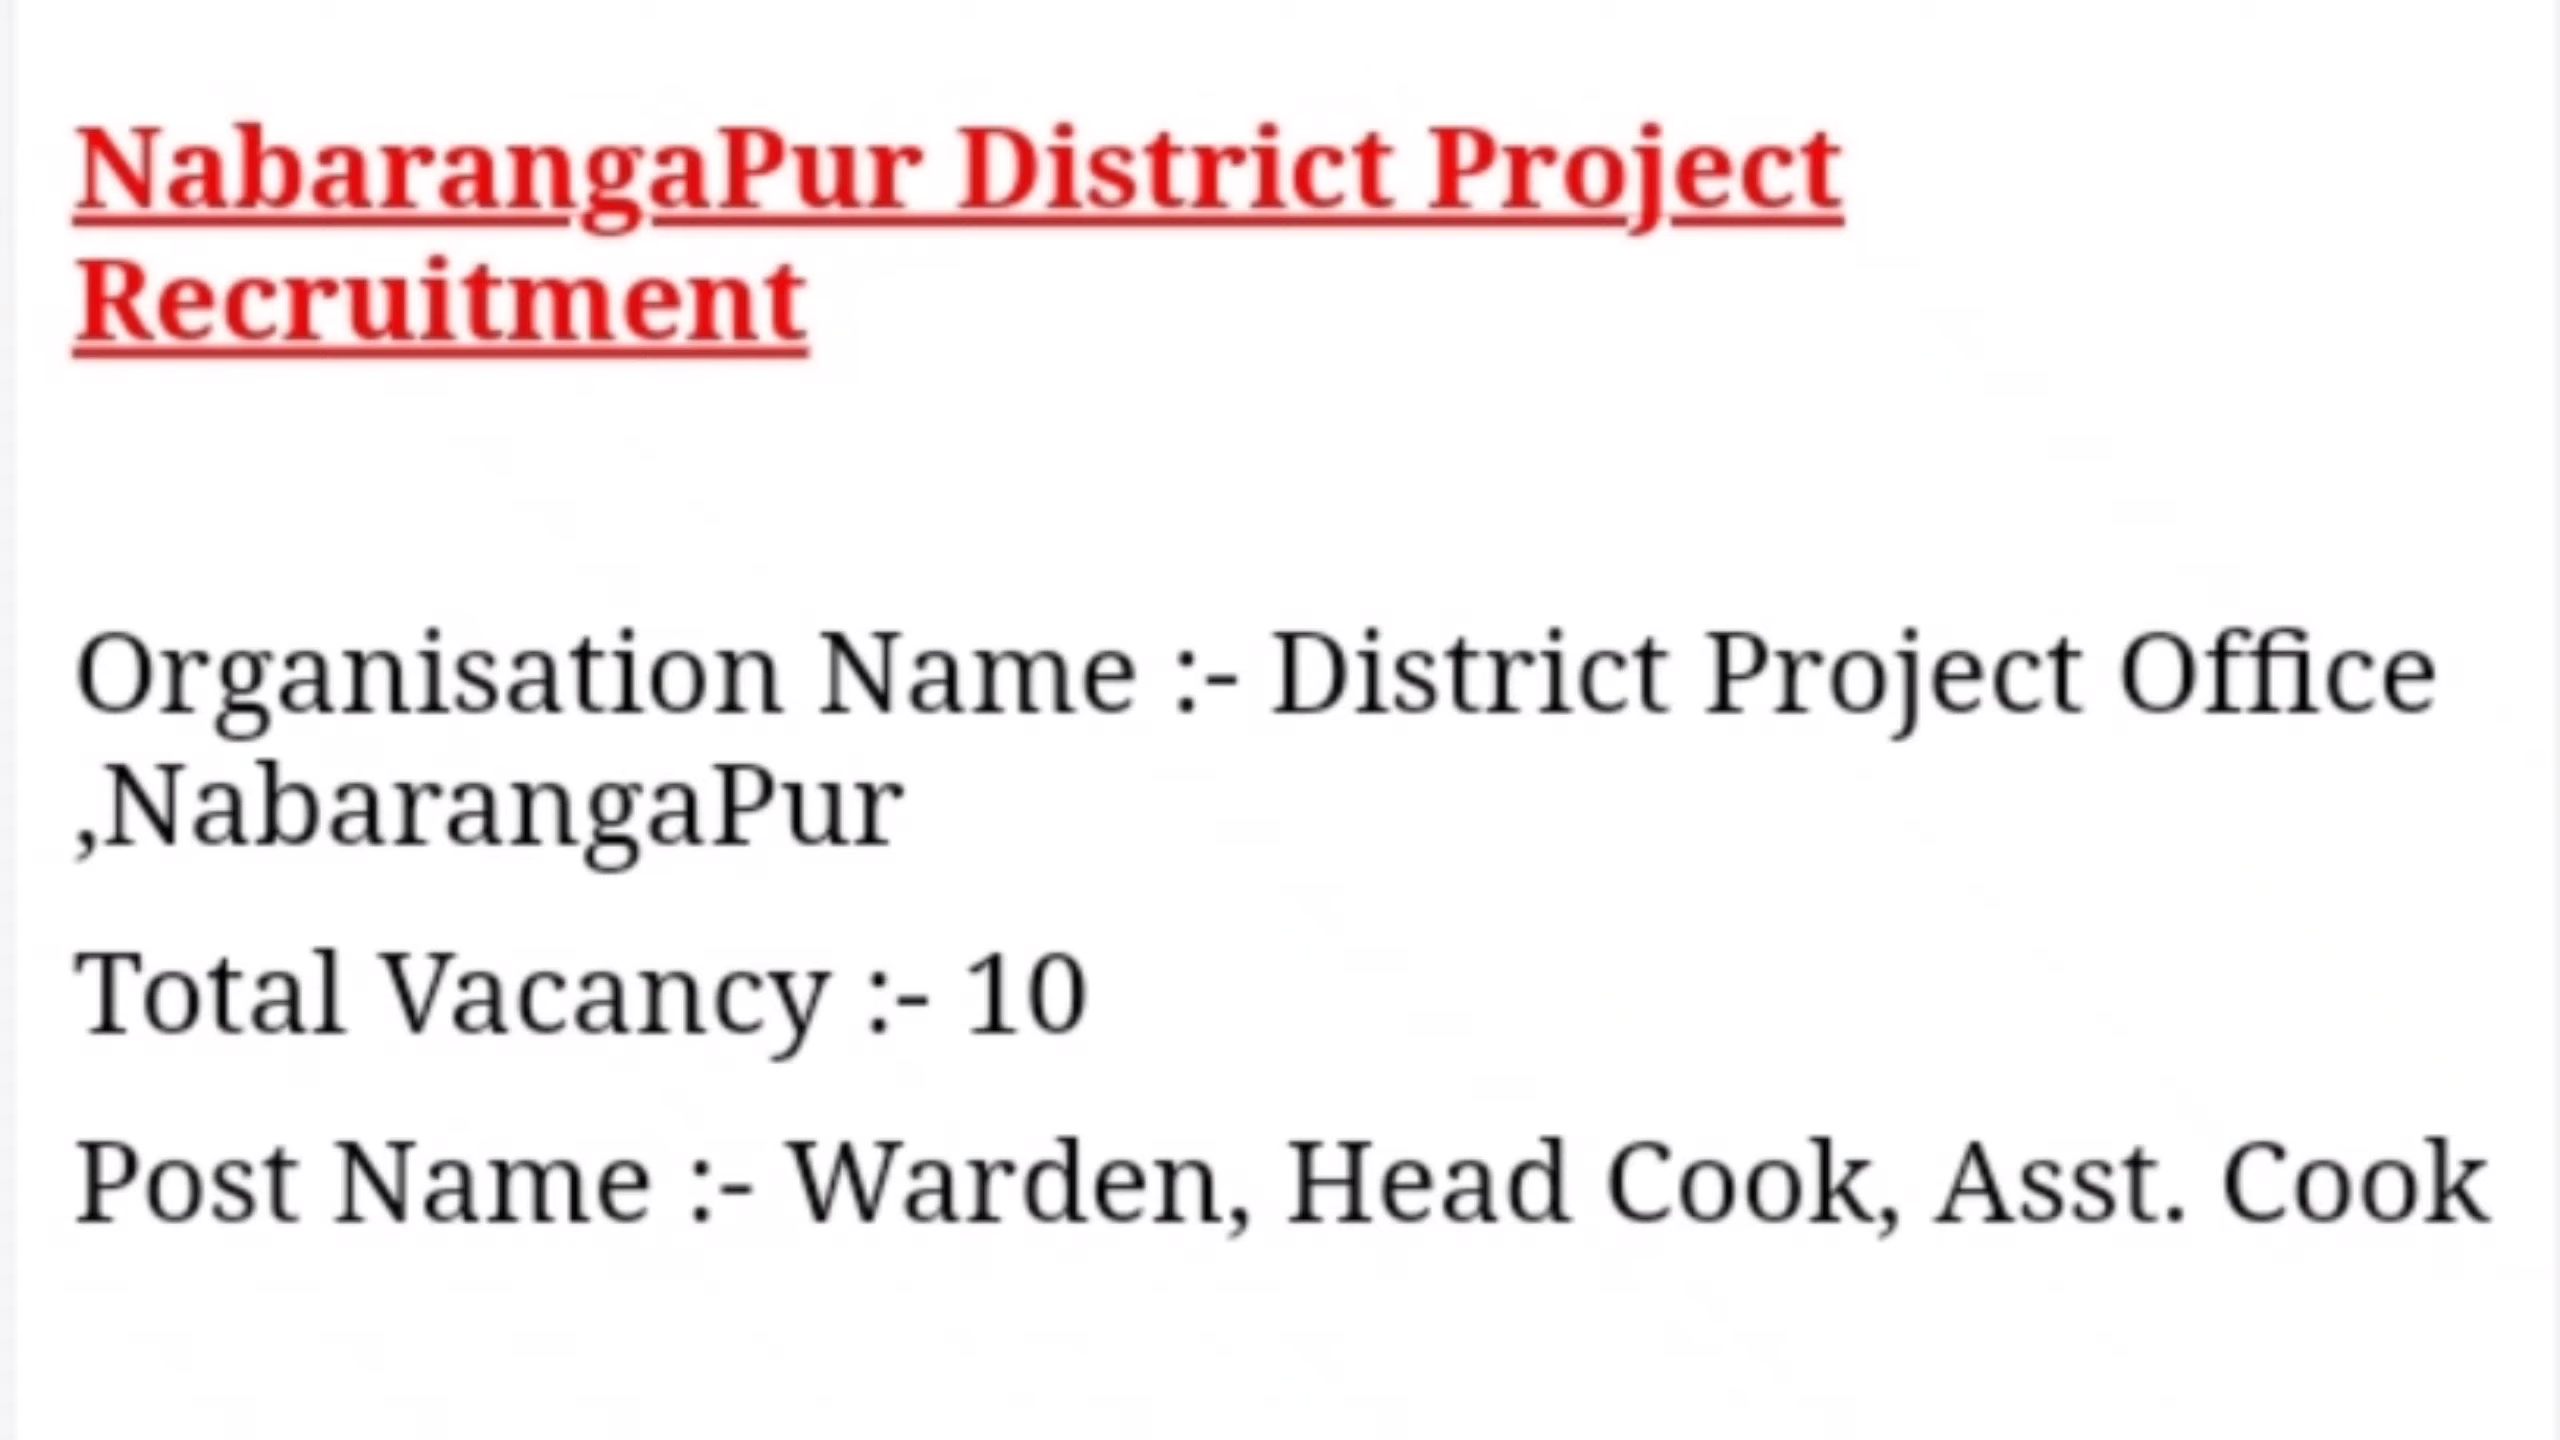 NabarangaPur District Project
Recruitment
Organisation Name :- District Project Office
,NabarangaPur
Total Vacancy :- 10
Post Name :- Warden, Head Cook, Asst. Cook